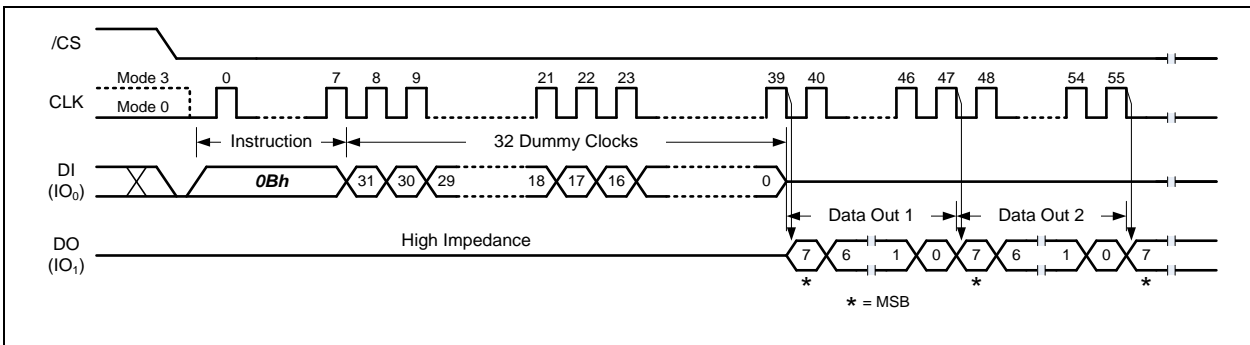 /CS
Mode 3 0 7 8 9 21 22 23 39 40 46 47 48 54 55
CLK
Mode 0
Instruction 32 Dummy Clocks
DI
(IO0)
0Bh 31 30 29 18 17 16 0
Data Out 1 Data Out 2
DO
(IO1)
High Impedance
7 6 1 0 7 6 1 0 7
* * *
* = MSB